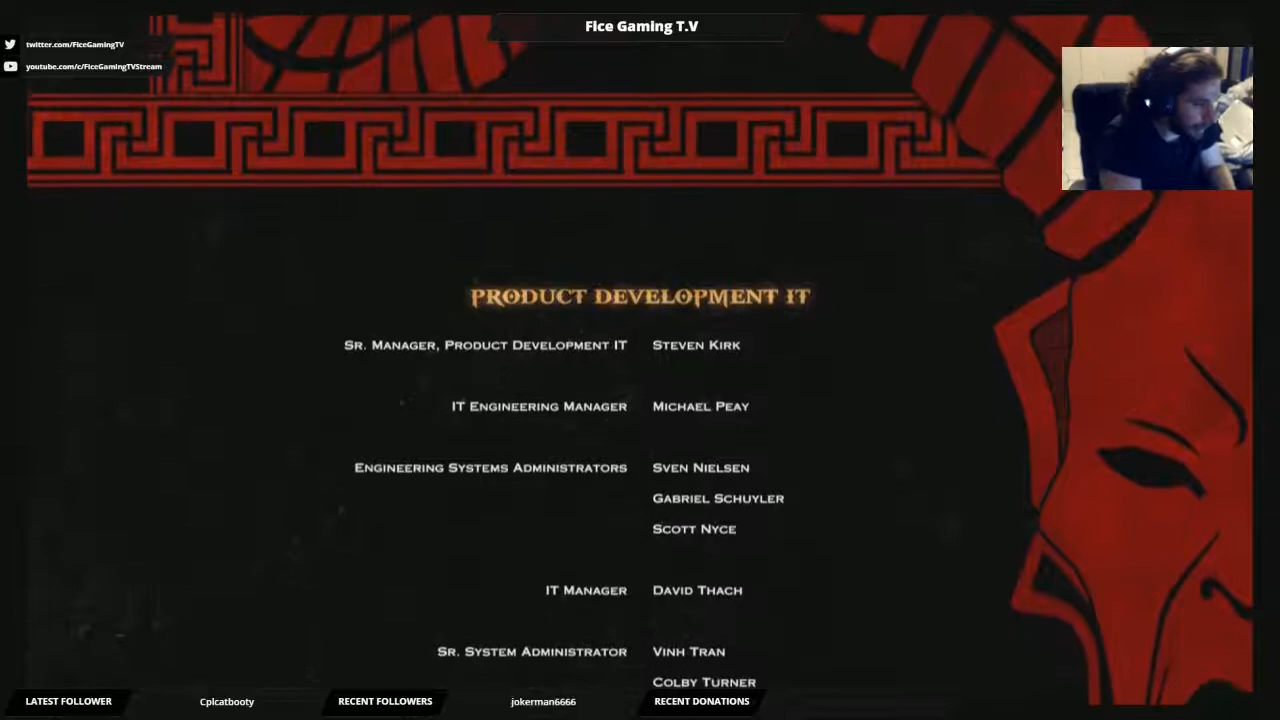 Fice Gaming T.V
twitter.com/FiceGamingTV
youtube.com/c/FiceGamingTVStream
PRODUCT DEVELOPMENT IT
SR. MANAGER, PRODUCT DEVELOPMENT IT STEVEN KIRK
IT ENGINEERING MANAGER MICHAEL PEAY
ENGINEERING SYSTEMS ADMINISTRATORS SVEN NIELSEN
GABRIEL SCHUYLER
SCOTT NYCE
IT MANAGER DAVID THACH
SR. SYSTEM ADMINISTRATOR VINH TRAN
COLBY TURNER
LATEST FOLLOWER Cplcatbooty RECENT FOLLOWERS jokerman6666 RECENT DONATIONS